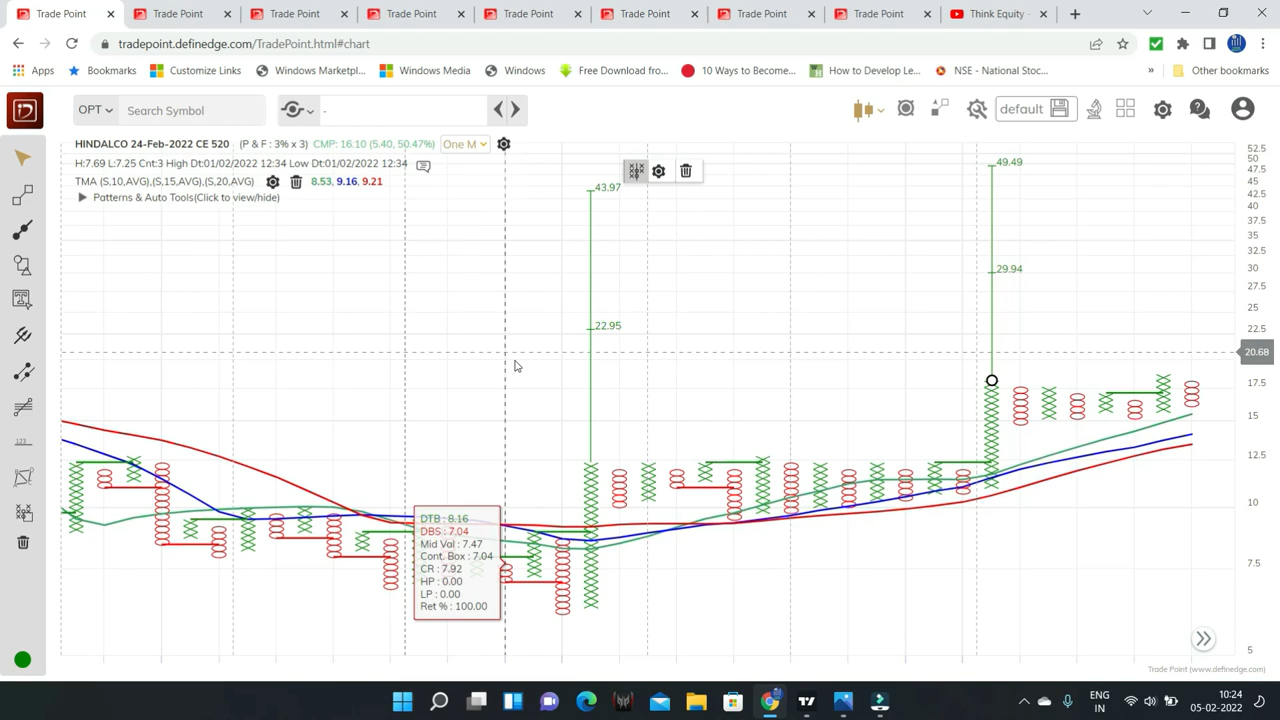 Trade Point
Trade Point
Trade Point
Trade Point
Trade Point
Trade Point
Trade Point
Trade Point
Think Equity -
tradepoint.definedge.com/TradePoint.html#chart
Apps
Bookmarks
Customize Links
Windows Marketpl...
Windows Media
Windows
Free Download fro...
10 Ways to Become...
How to Develop Le...
NSE - National Stoc...
»
Other bookmarks
OPT
Search Symbol
-
default
HINDALCO 24-Feb-2022 CE 520 (P & F : 3% x 3) CMP: 16.10 (5.40, 50.47%) One M
H:7.69 L:7.25 Cnt:3 High Dt:01/02/2022 12:34 Low Dt:01/02/2022 12:34
TMA (S,10,AVG),(S,15,AVG),(S,20,AVG) 8.53, 9.16, 9.21
Patterns & Auto Tools(Click to view/hide)
52.5
50
47.5
45
42.5
40
37.5
35
32.5
30
27.5
25
22.5
20.68
17.5
15
12.5
10
7.5
5
43.97
22.95
49.49
29.94
DTB : 8.16
DBS : 7.04
Mid Val : 7.47
Cont. Box : 7.04
CR : 7.92
HP : 0.00
LP : 0.00
Ret % : 100.00
123
Trade Point (www.definedge.com)
ENG
IN
10:24
05-02-2022